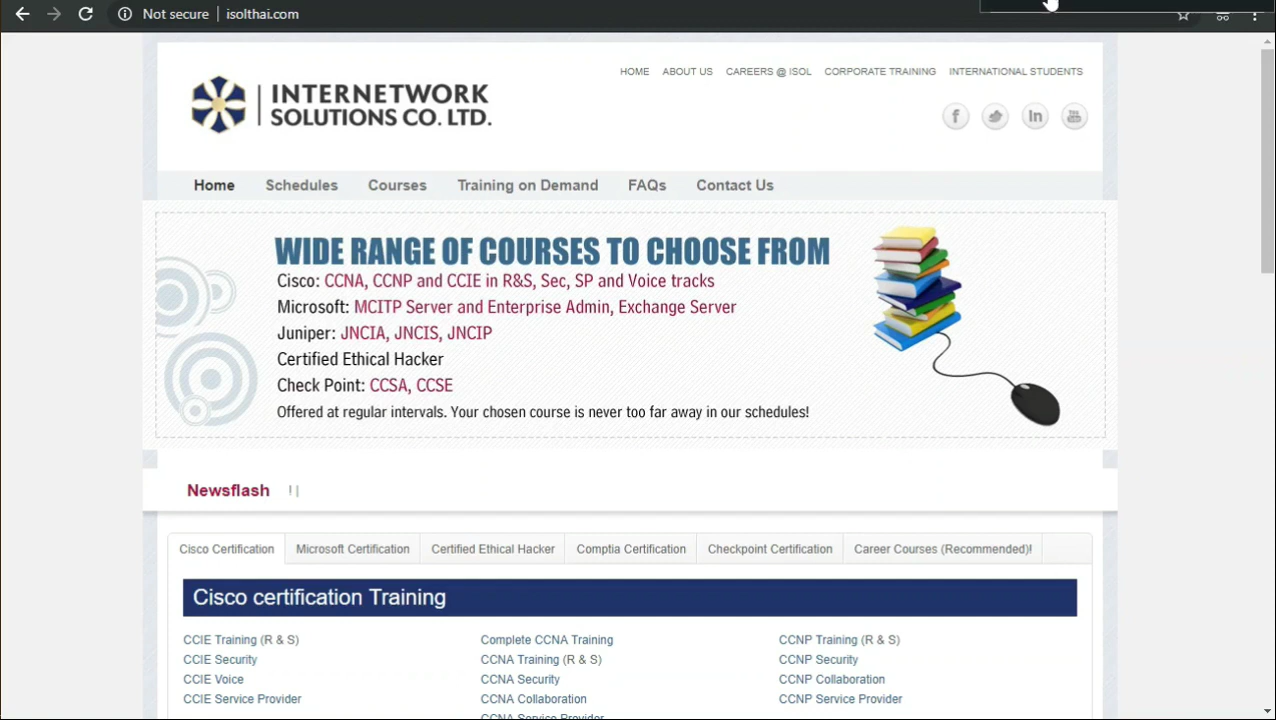 Not secure isolthai.com
HOME ABOUT US CAREERS @ ISOL CORPORATE TRAINING INTERNATIONAL STUDENTS
INTERNETWORK
SOLUTIONS CO. LTD.
f in You Tube
Home Schedules Courses Training on Demand FAQs Contact Us
WIDE RANGE OF COURSES TO CHOOSE FROM
Cisco: CCNA, CCNP and CCIE in R&S, Sec, SP and Voice tracks
Microsoft: MCITP Server and Enterprise Admin, Exchange Server
Juniper: JNCIA, JNCIS, JNCIP
Certified Ethical Hacker
Check Point: CCSA, CCSE
Offered at regular intervals. Your chosen course is never too far away in our schedules!
Newsflash
Cisco Certification Microsoft Certification Certified Ethical Hacker Comptia Certification Checkpoint Certification Career Courses (Recommended)!
Cisco certification Training
CCIE Training (R & S) Complete CCNA Training CCNP Training (R & S)
CCIE Security CCNA Training (R & S) CCNP Security
CCIE Voice CCNA Security CCNP Collaboration
CCIE Service Provider CCNA Collaboration CCNP Service Provider
CCNA Service Provider